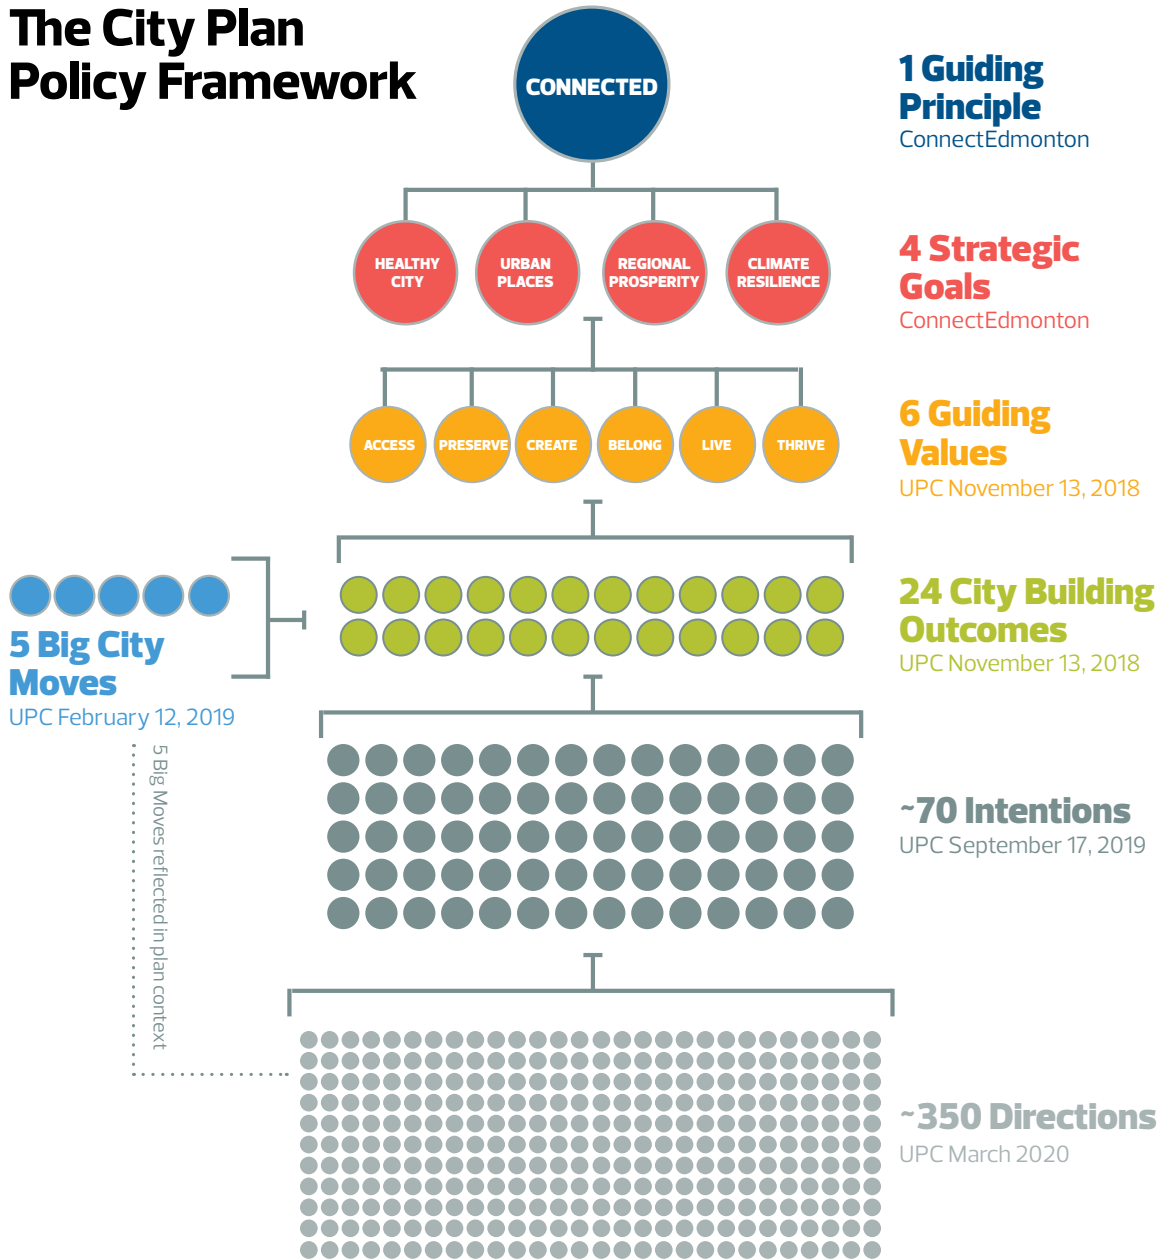 The City Plan
Policy Framework
CONNECTED
1 Guiding
Principle
ConnectEdmonton
HEALTHY
CITY
URBAN
PLACES
REGIONAL
PROSPERITY
CLIMATE
RESILIENCE
4 Strategic
Goals
ConnectEdmonton
ACCESS
PRESERVE
CREATE
BELONG
LIVE
THRIVE
6 Guiding
Values
UPC November 13, 2018
5 Big City
Moves
UPC February 12, 2019
24 City Building
Outcomes
UPC November 13, 2018
5 Big Moves reflected in plan context
~70 Intentions
UPC September 17, 2019
~350 Directions
UPC March 2020